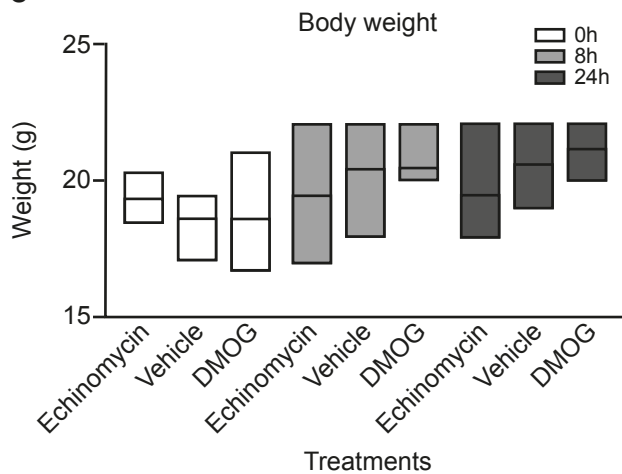 Body weight
0h
8h
24h
25
20
15
Weight (g)
Echinomycin
Vehicle
DMOG
Echinomycin
Vehicle
DMOG
Echinomycin
Vehicle
DMOG
Treatments